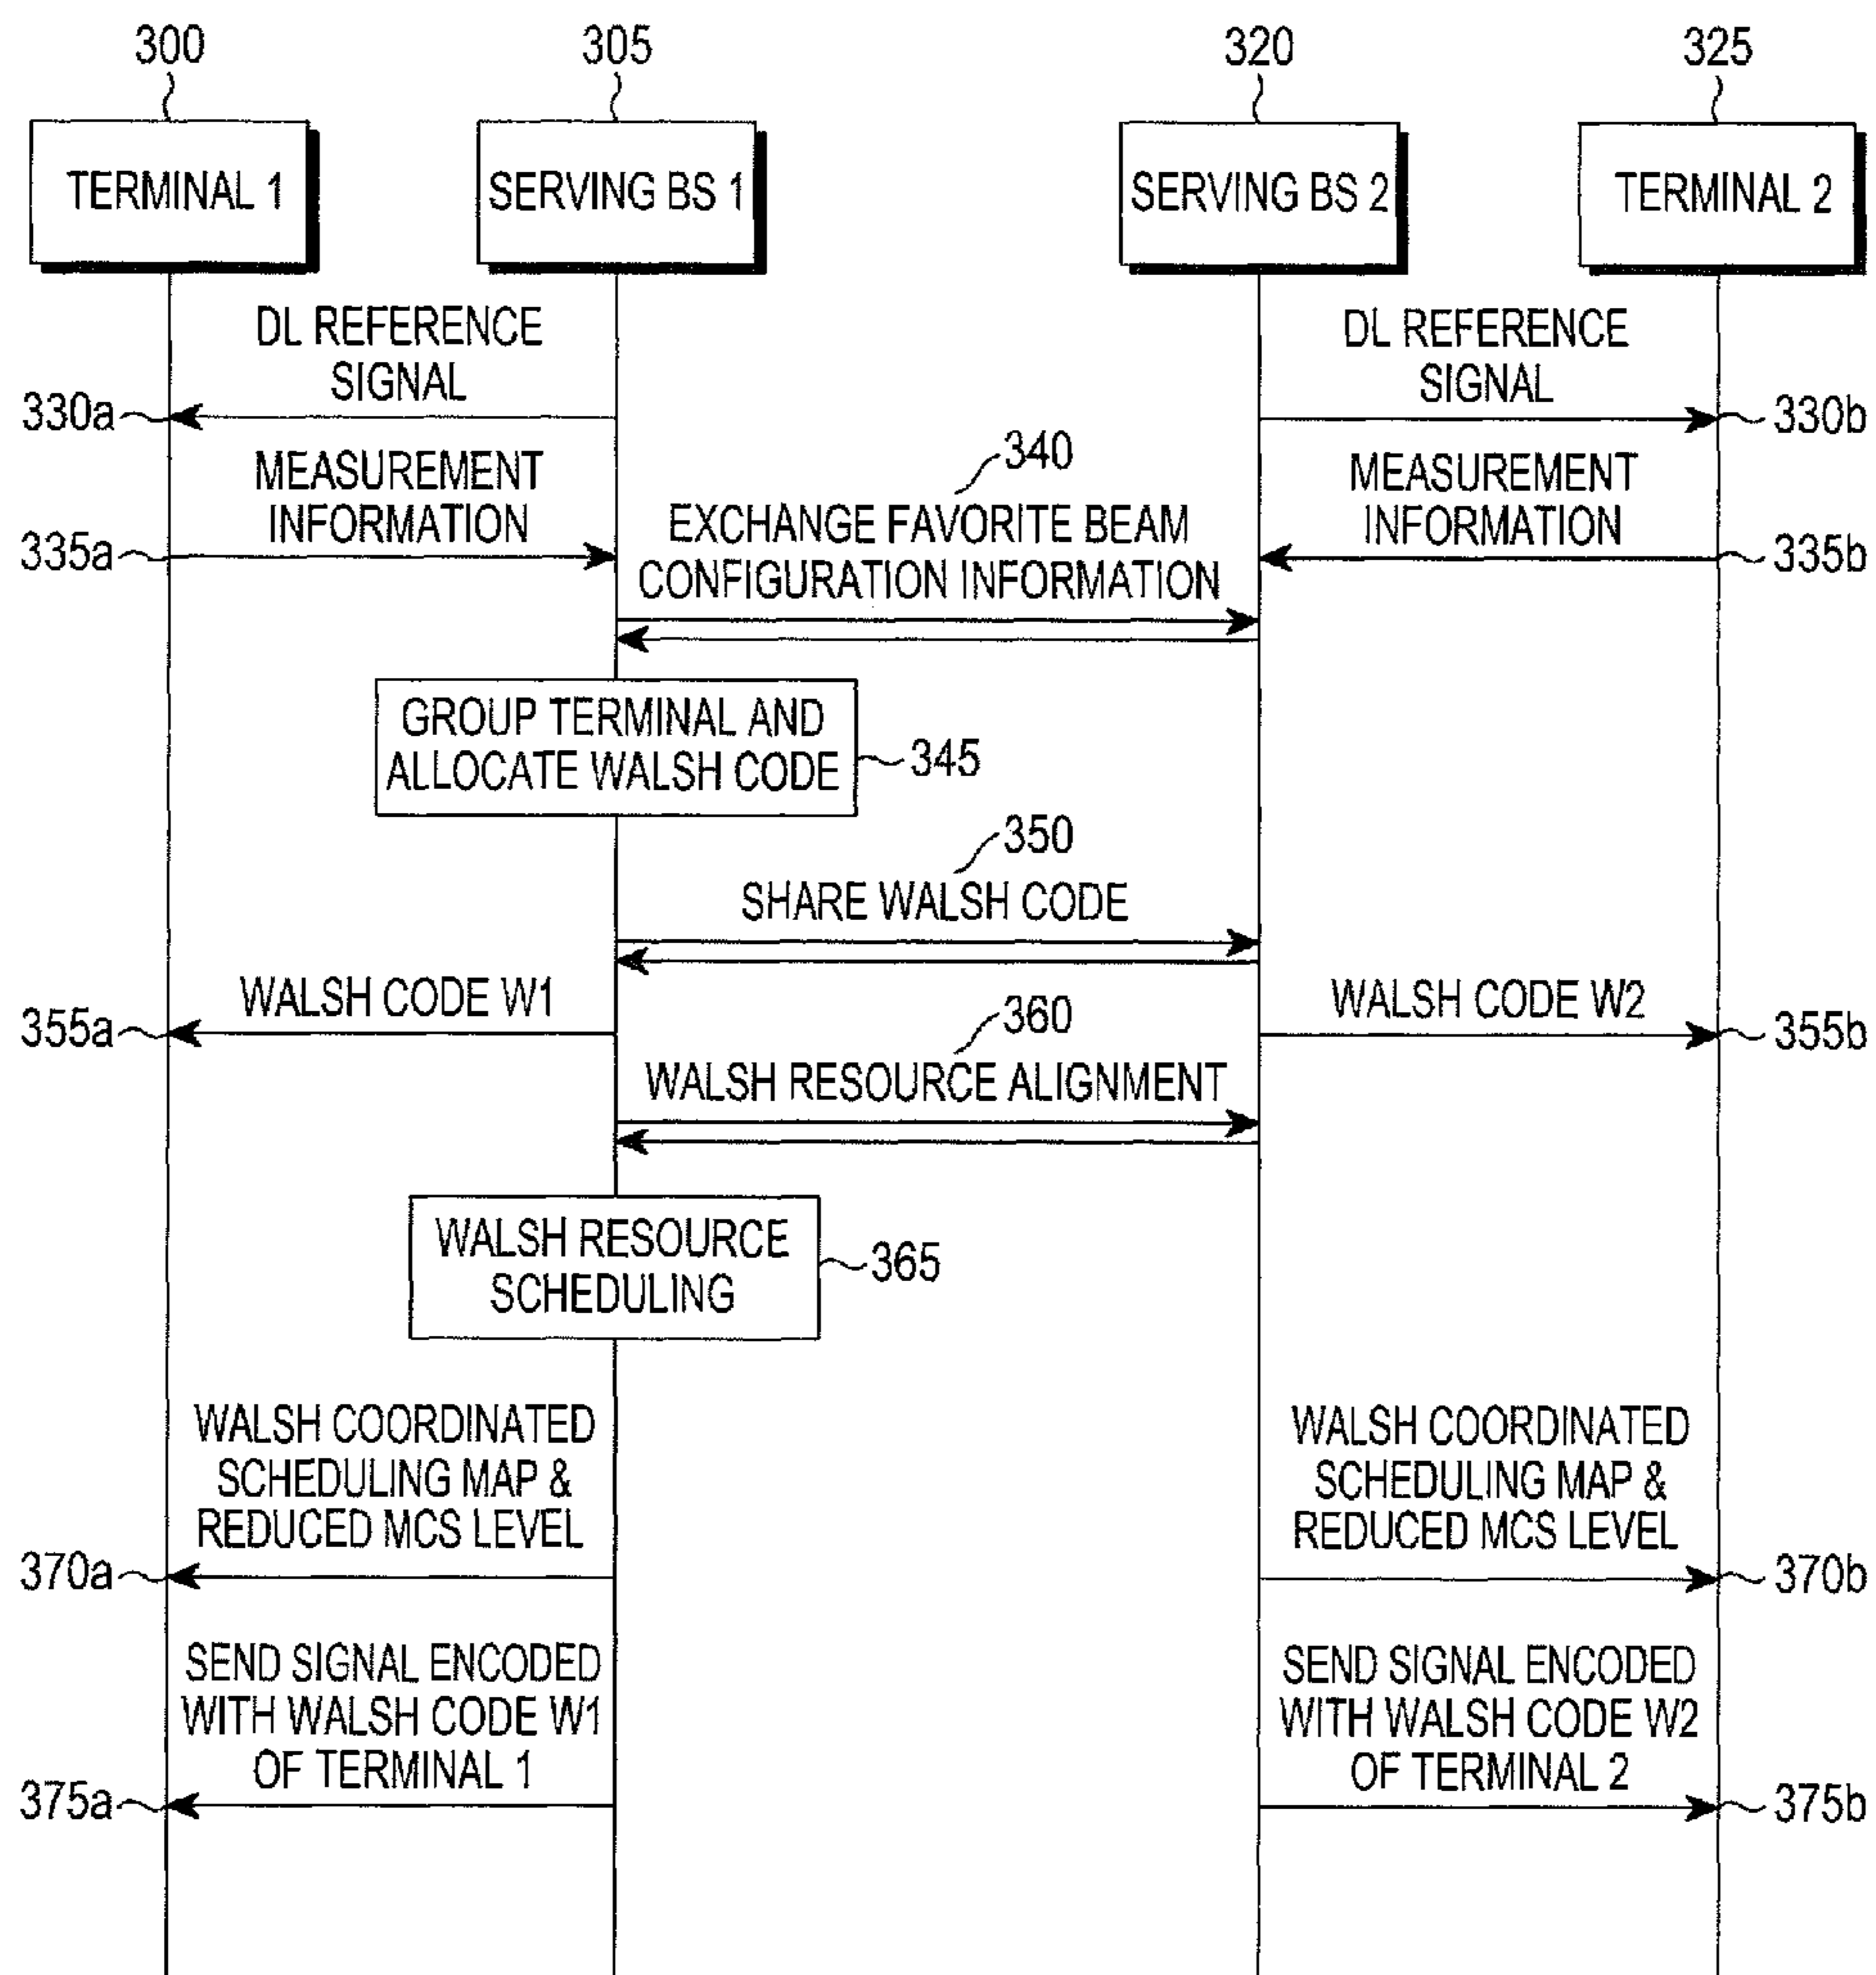 300
305
320
325
TERMINAL 1
SERVING BS 1
SERVING BS 2
TERMINAL 2
DL REFERENCE
SIGNAL
DL REFERENCE
SIGNAL
330a
330b
MEASUREMENT
INFORMATION
340
EXCHANGE FAVORITE BEAM
CONFIGURATION INFORMATION
MEASUREMENT
INFORMATION
335a
335b
GROUP TERMINAL AND
ALLOCATE WALSH CODE
345
350
SHARE WALSH CODE
WALSH CODE W1
WALSH CODE W2
355a
355b
360
WALSH RESOURCE ALIGNMENT
WALSH RESOURCE
SCHEDULING
365
WALSH COORDINATED
SCHEDULING MAP &
REDUCED MCS LEVEL
WALSH COORDINATED
SCHEDULING MAP &
REDUCED MCS LEVEL
370a
370b
SEND SIGNAL ENCODED
WITH WALSH CODE W1
OF TERMINAL 1
SEND SIGNAL ENCODED
WITH WALSH CODE W2
OF TERMINAL 2
375a
375b